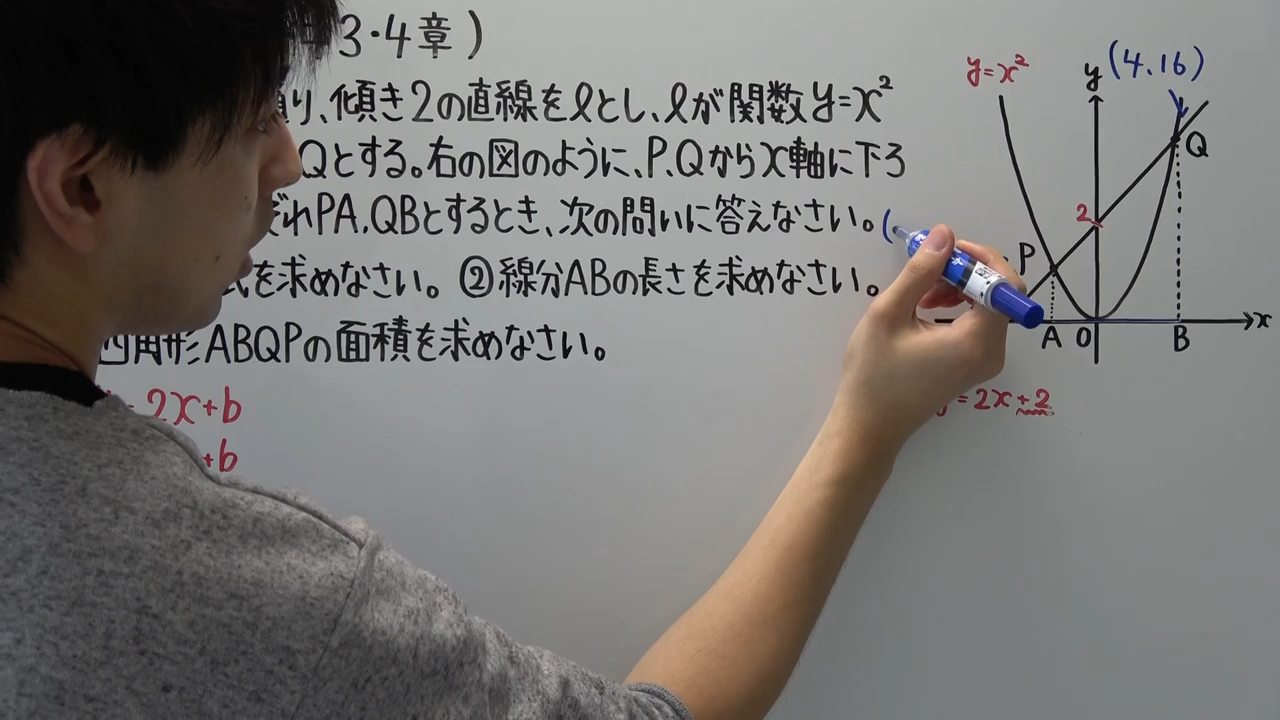 3・4章)
り、傾き2の直線をℓとし、ℓが関数y=x²
Qとする。右の図のように、P、Qからx軸に下ろ
ぞれPA、QBとするとき、次の問いに答えなさい。(
式を求めなさい。 ②線分ABの長さを求めなさい。
四角形ABQPの面積を求めなさい。
2x+b
+b
y=x²
y
(4.16)
Q
2
P
A
O
B
x
y=2x+2